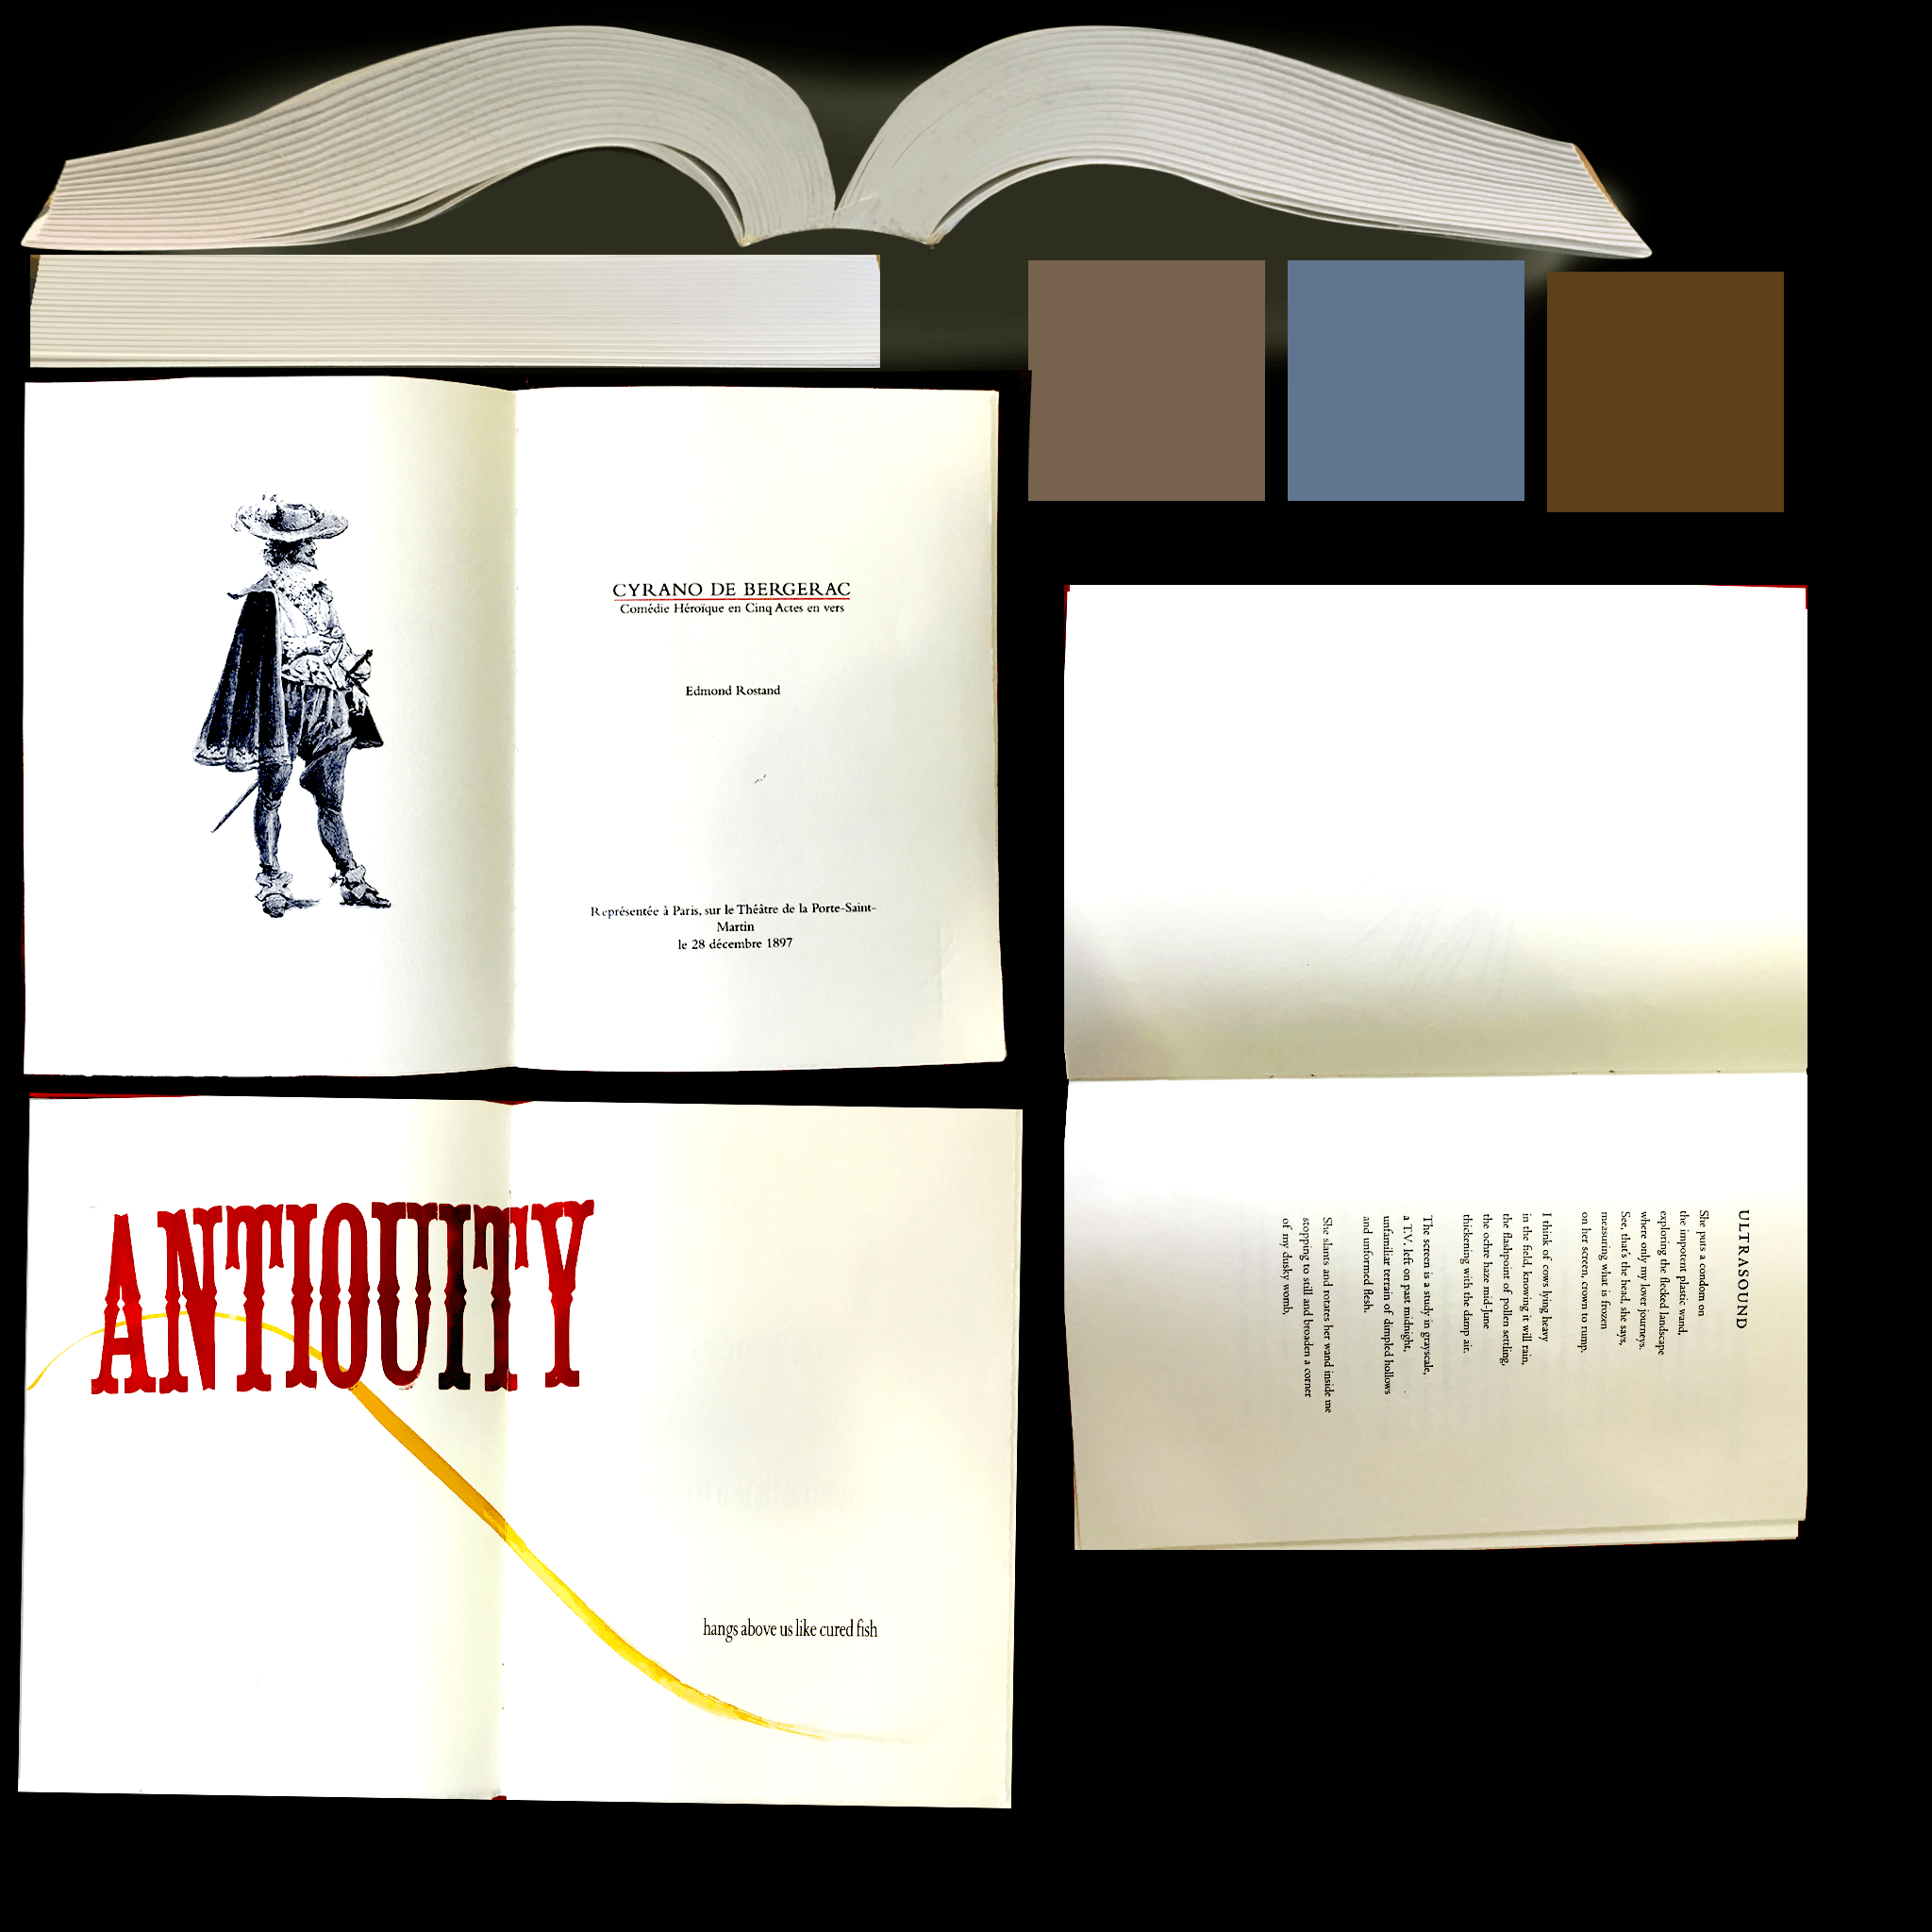 CYRANO DE BERGERAC
Comédie Héroïque en Cinq Actes en vers
Edmond Rostand
Représentée à Paris, sur le Théâtre de la Porte-Saint-
Martin
le 28 décembre 1897
ANTIQUITY
hangs above us like cured fish
ULTRASOUND
She puts a condom on
the impotent plastic wand,
exploring the flocked landscape
where only my lover journeys.
See, that's the head, she says,
measuring what is frozen
on her screen, crown to rump.
I think of cows lying heavy
in the field, knowing it will rain,
the flashpoint of pollen settling,
the ochre haze mid-June
thickening with the damp air.
The screen is a study in grayscale,
a T.V. left on past midnight,
unfamiliar terrain of dimpled hollows
and unformed flesh.
She slants and rotates her wand inside me
stopping to still and broaden a corner
of my dusky womb,